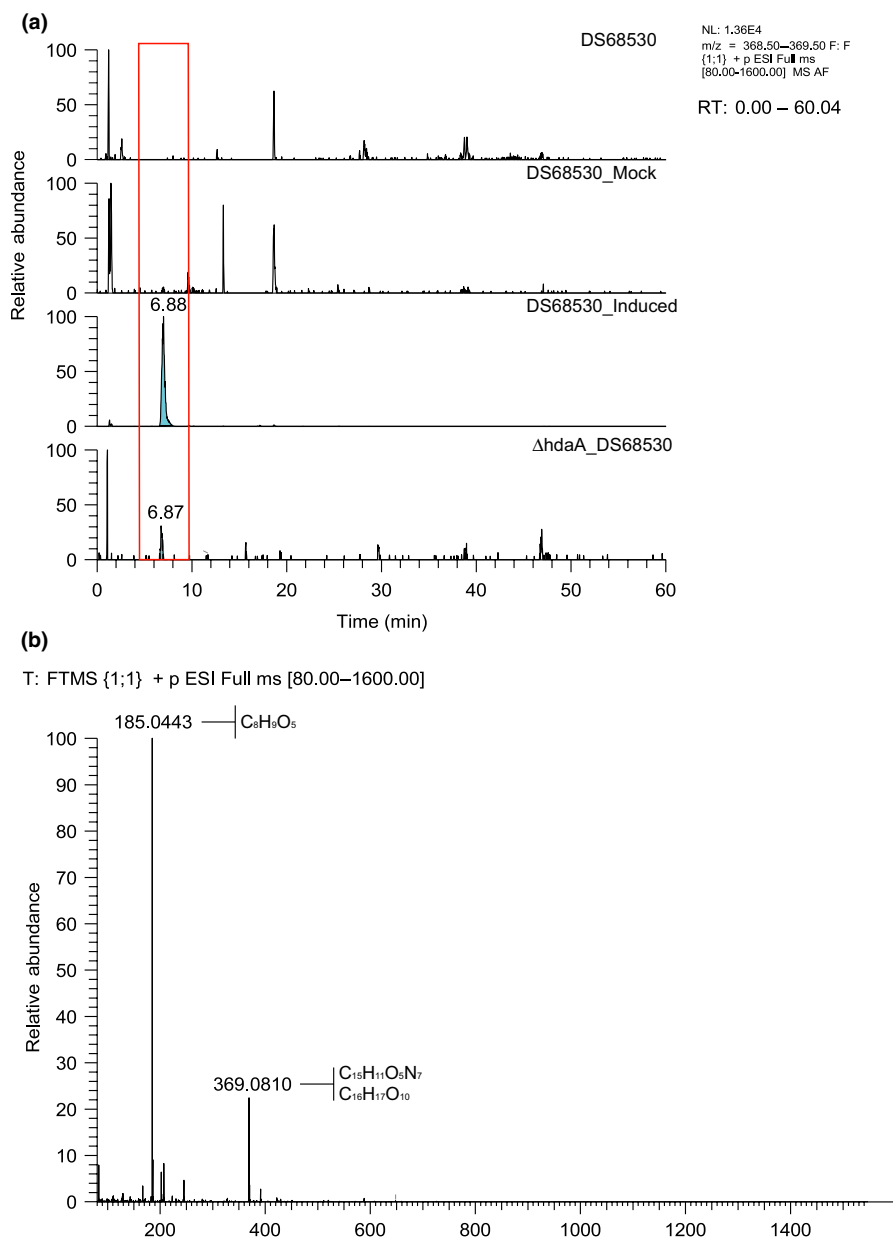 (a)
DS68530
NL: 1.36E4
m/z = 368.50–369.50 F: F
{1;1} + p ESI Full ms
[80.00-1600.00] MS AF
RT: 0.00 – 60.04
100
50
0
DS68530_Mock
100
50
0
DS68530_Induced
6.88
100
50
0
ΔhdaA_DS68530
6.87
100
50
0
Relative abundance
0 10 20 30 40 50 60
Time (min)
(b)
T: FTMS {1;1} + p ESI Full ms [80.00–1600.00]
185.0443
C₈H₉O₅
100
90
80
70
60
50
40
30
20
10
0
Relative abundance
369.0810
C₁₅H₁₁O₅N₇
C₁₆H₁₇O₁₀
200 400 600 800 1000 1200 1400